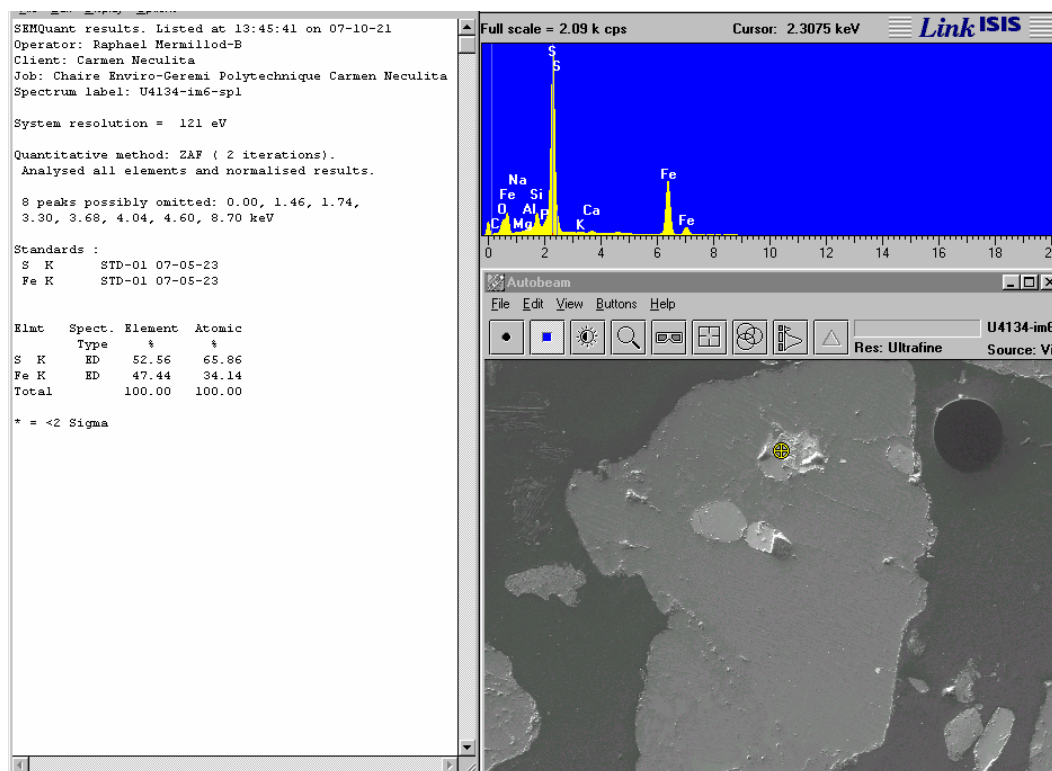 SEMQuant results. Listed at 13:45:41 on 07-10-21
Operator: Raphael Mermillod-B
Client: Carmen Neculita
Job: Chaire Enviro-Geremi Polytechnique Carmen Neculita
Spectrum label: U4134-im6-sp1
System resolution = 121 eV
Quantitative method: ZAF ( 2 iterations).
Analysed all elements and normalised results.
8 peaks possibly omitted: 0.00, 1.46, 1.74,
3.30, 3.68, 4.04, 4.60, 8.70 keV
Standards :
S K STD-01 07-05-23
Fe K STD-01 07-05-23
Elmt Spect. Element Atomic
Type % %
S K ED 52.56 65.86
Fe K ED 47.44 34.14
Total 100.00 100.00
* = <2 Sigma
Full scale = 2.09 k cps Cursor: 2.3075 keV Link ISIS
S
S
Na
Fe Si Fe
O Al P Ca Fe
C Mg K
0 2 4 6 8 10 12 14 16 18 2
Autobeam
File Edit View Buttons Help
U4134-im6
Res: Ultrafine Source: Vi